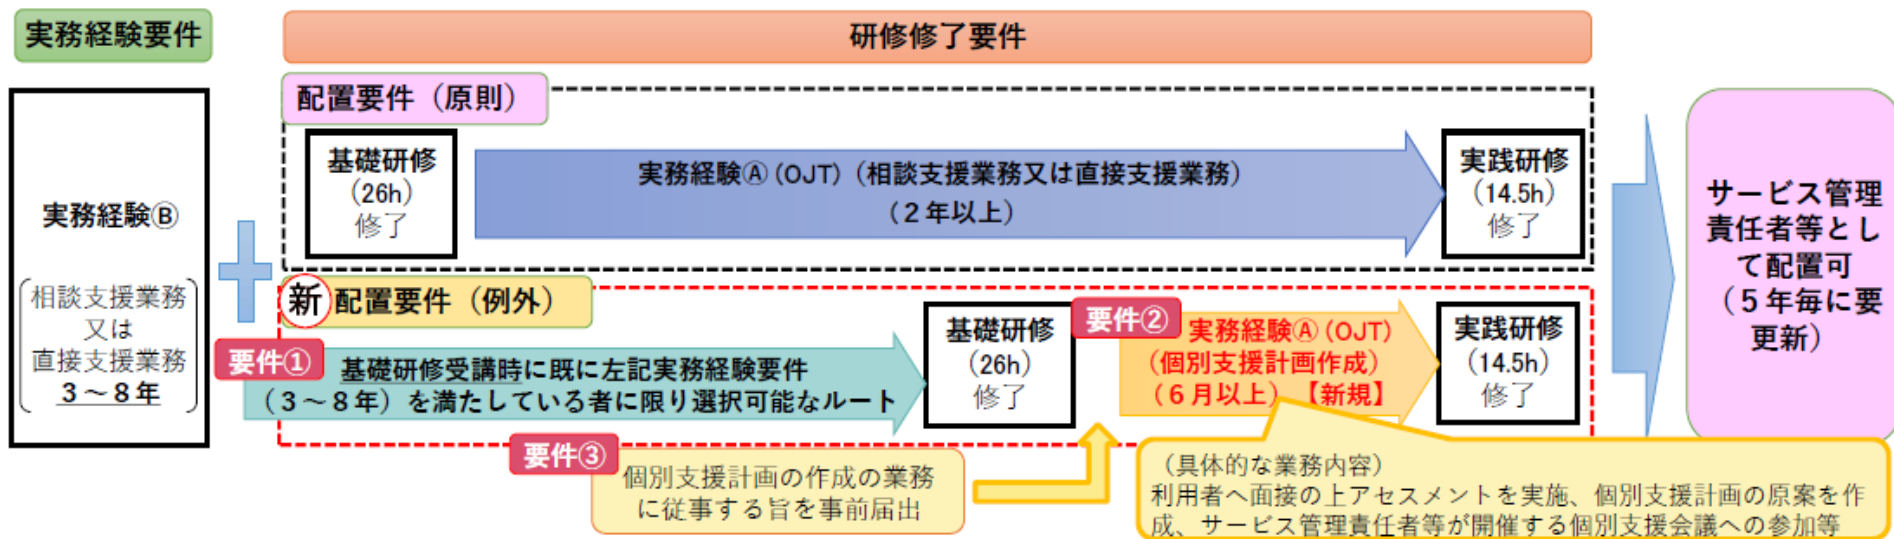 実務経験要件
研修修了要件
実務経験Ⓑ
相談支援業務
又は
直接支援業務
3～8年
配置要件（原則）
基礎研修
(26h)
修了
実務経験Ⓐ(OJT)（相談支援業務又は直接支援業務）
（２年以上）
実践研修
(14.5h)
修了
新 配置要件（例外）
要件①
基礎研修受講時に既に左記実務経験要件
（３～８年）を満たしている者に限り選択可能なルート
基礎研修
(26h)
修了
要件②
実務経験Ⓐ(OJT)
（個別支援計画作成）
（６月以上）【新規】
実践研修
(14.5h)
修了
要件③
個別支援計画の作成の業務
に従事する旨を事前届出
（具体的な業務内容）
利用者へ面接の上アセスメントを実施、個別支援計画の原案を作
成、サービス管理責任者等が開催する個別支援会議への参加等
サービス管理
責任者等とし
て配置可
（５年毎に要
更新）